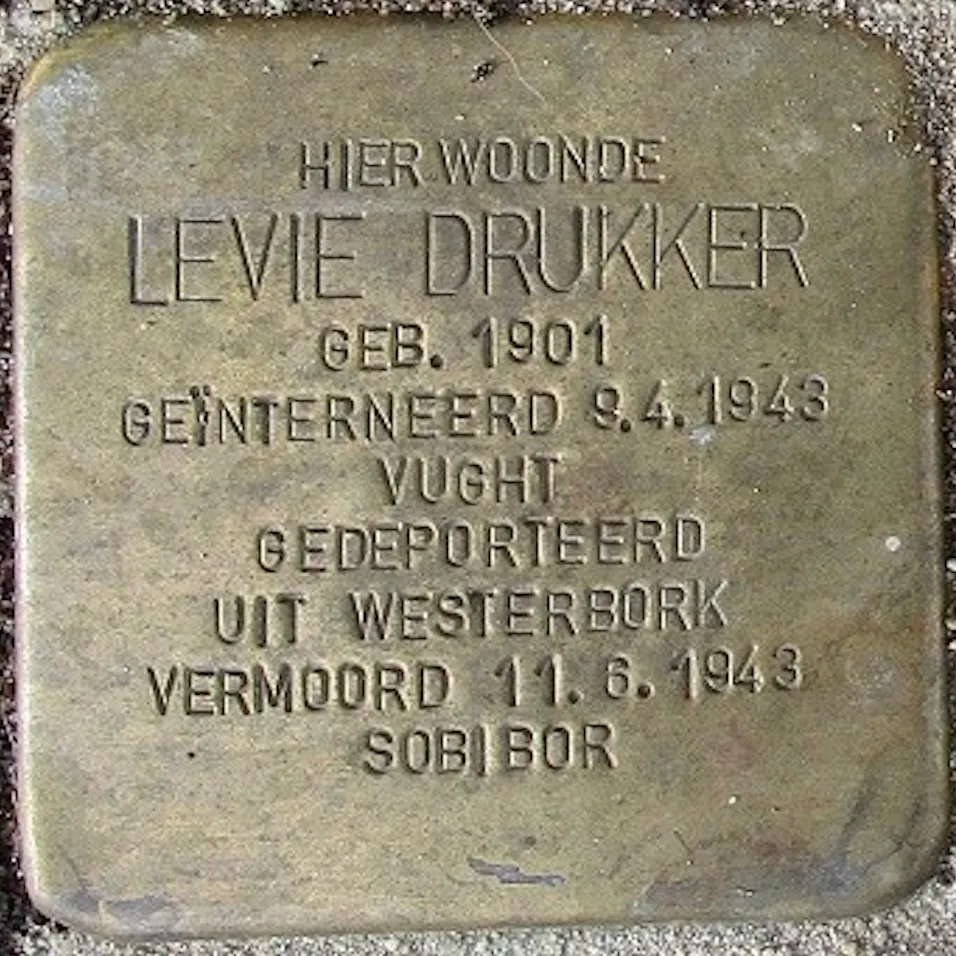 HIER WOONDE
LEVIE DRUKKER
GEB. 1901
GEÏNTERNEERD 9.4.1943
VUGHT
GEDEPORTEERD
UIT WESTERBORK
VERMOORD 11.6.1943
SOBIBOR